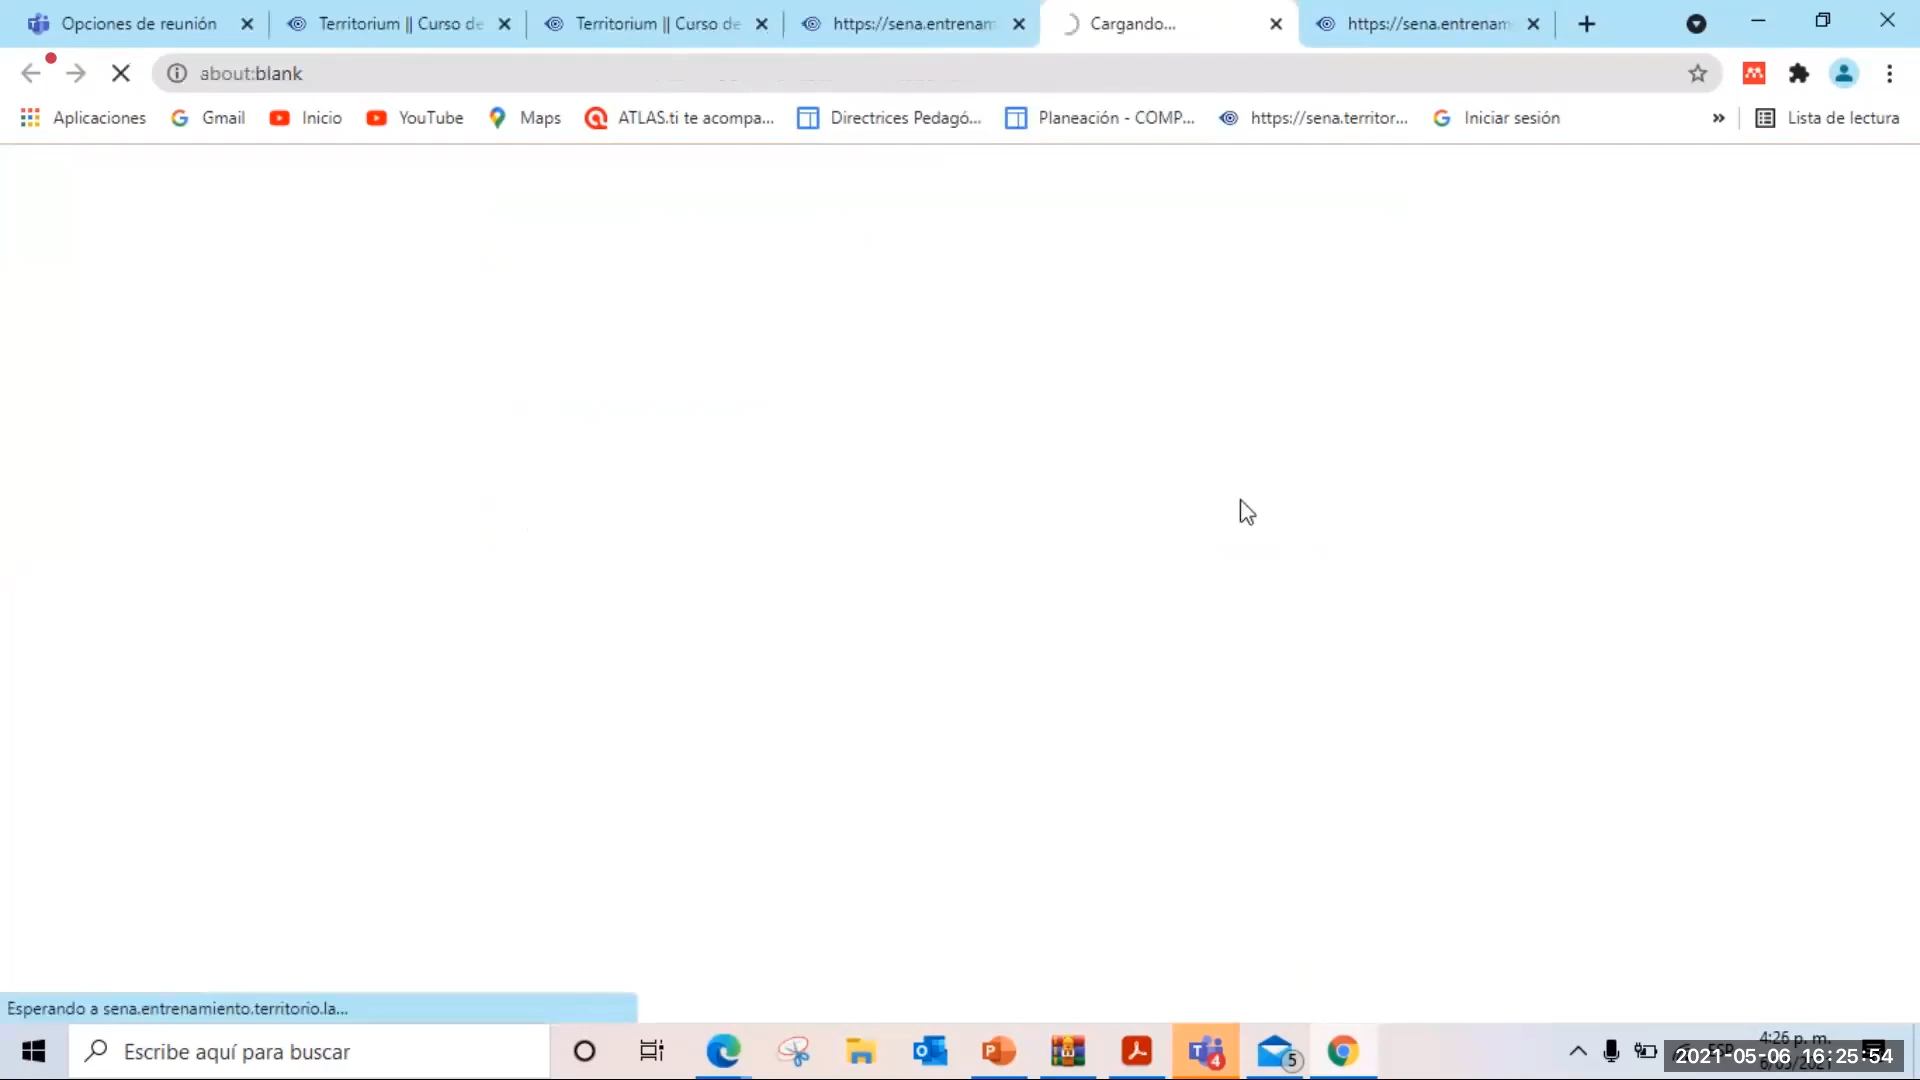 Opciones de reunión
Territorium || Curso de
Territorium || Curso de
https://sena.entrenam
Cargando...
https://sena.entrenam
about:blank
Aplicaciones
Gmail
Inicio
YouTube
Maps
ATLAS.ti te acompa...
Directrices Pedagó...
Planeación - COMP...
https://sena.territor...
Iniciar sesión
»
Lista de lectura
Esperando a sena.entrenamiento.territorio.la...
Escribe aquí para buscar
4
5
4:26 p. m.
2021-05-06 16:25:54